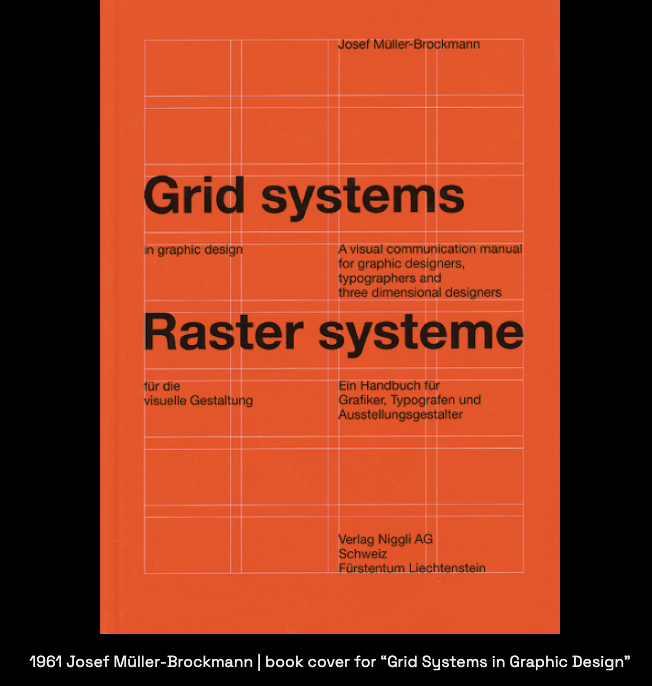 Josef Müller-Brockmann
Grid systems
in graphic design
A visual communication manual
for graphic designers,
typographers and
three dimensional designers
Raster systeme
für die
visuelle Gestaltung
Ein Handbuch für
Grafiker, Typografen und
Ausstellungsgestalter
Verlag Niggli AG
Schweiz
Fürstentum Liechtenstein
1961 Josef Müller-Brockmann | book cover for “Grid Systems in Graphic Design”